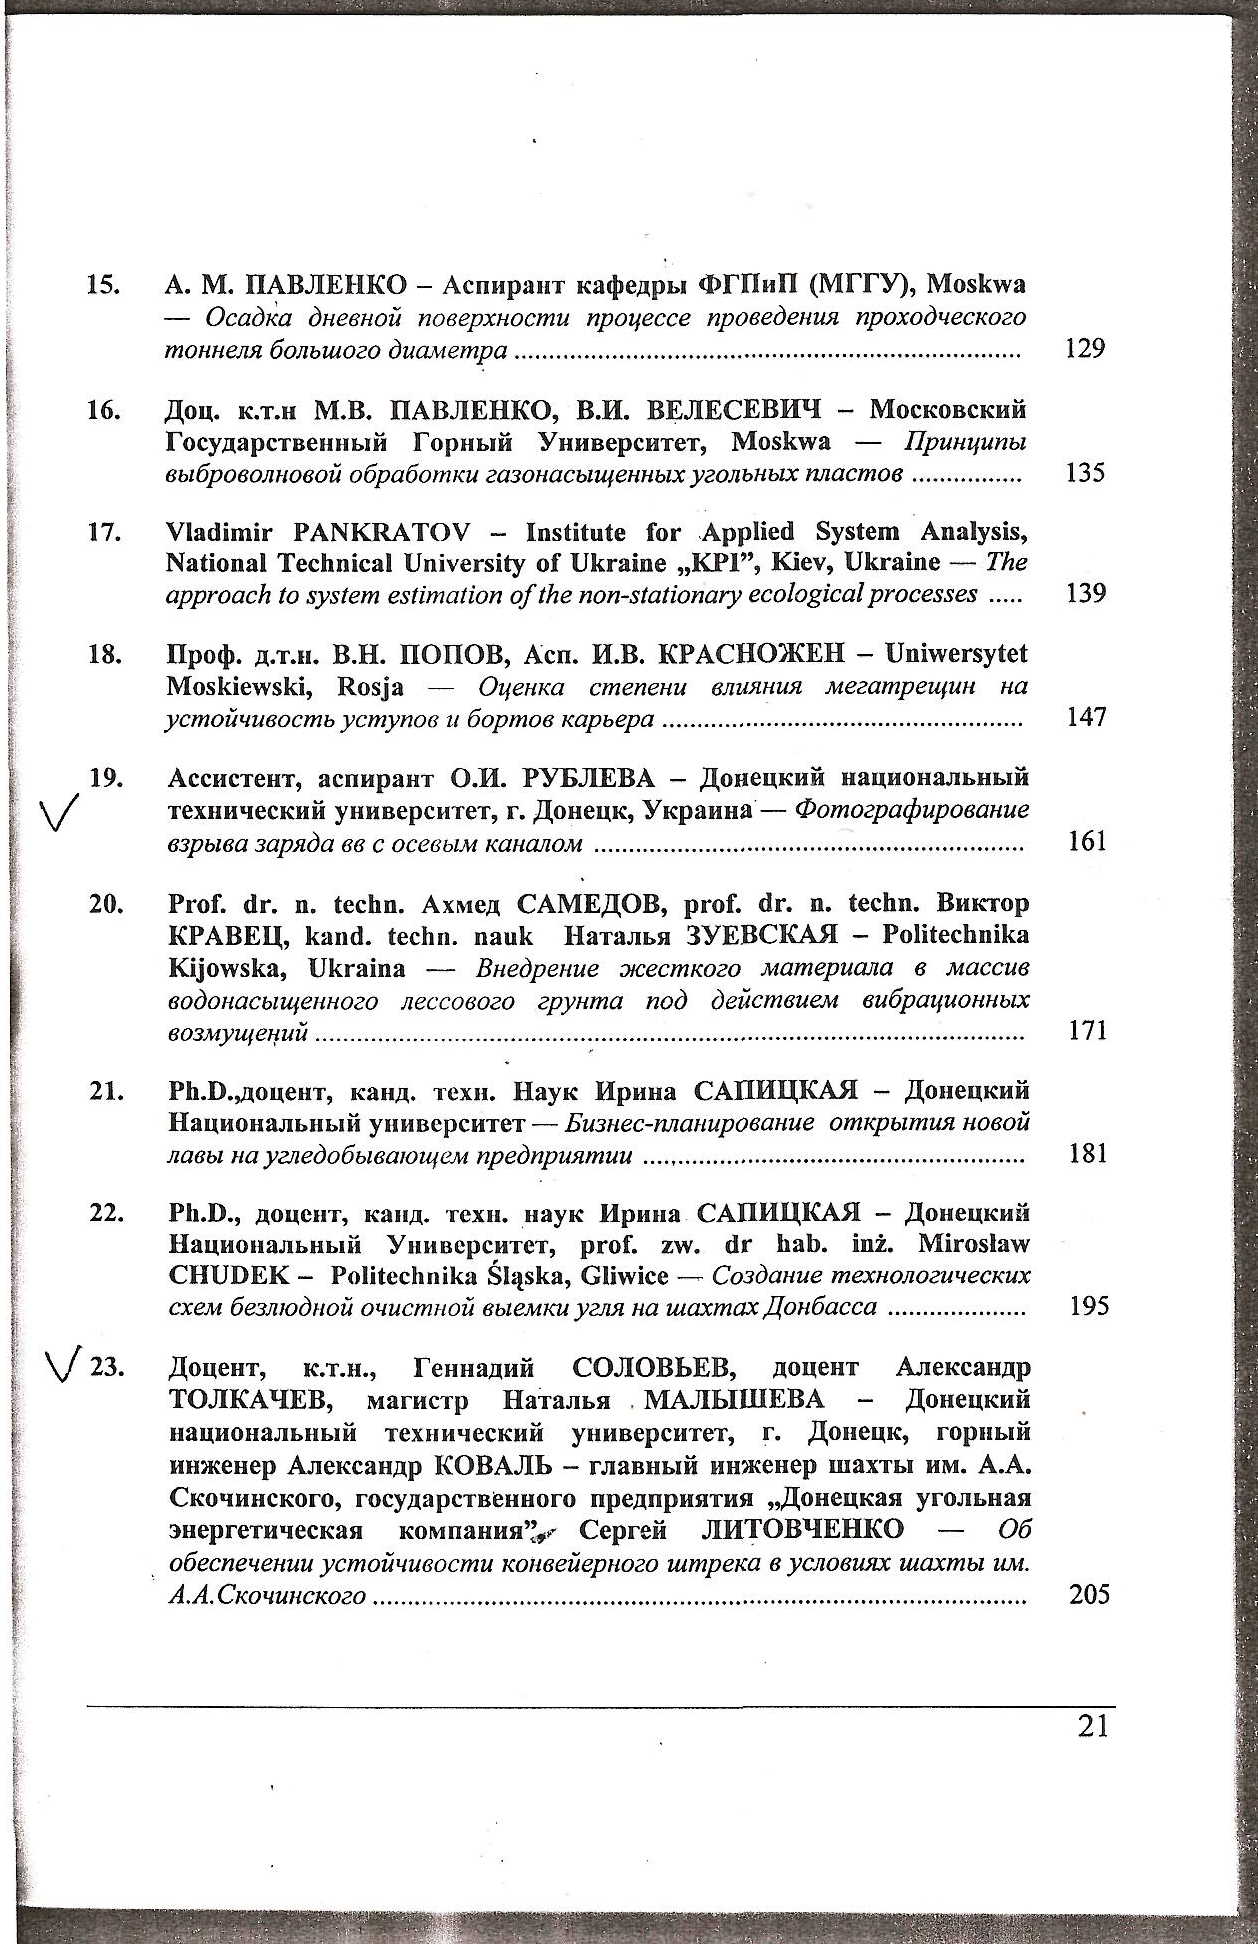 15. А. М. ПАВЛЕНКО – Аспирант кафедры ФГПиП (МГГУ), Moskwa
— Осадка дневной поверхности процессе проведения проходческого
тоннеля большого диаметра ........................................................................... 129
16. Доц. к.т.н М.В. ПАВЛЕНКО, В.И. ВЕЛЕСЕВИЧ – Московский
Государственный Горный Университет, Moskwa — Принципы
выброволновой обработки газонасыщенных угольных пластов ................ 135
17. Vladimir PANKRATOV – Institute for Applied System Analysis,
National Technical University of Ukraine „KPI”, Kiev, Ukraine — The
approach to system estimation of the non-stationary ecological processes ..... 139
18. Проф. д.т.н. В.Н. ПОПОВ, Асп. И.В. КРАСНОЖЕН – Uniwersytet
Moskiewski, Rosja — Оценка степени влияния мегатрещин на
устойчивость уступов и бортов карьера ..................................................... 147
19. Ассистент, аспирант О.И. РУБЛЕВА – Донецкий национальный
технический университет, г. Донецк, Украина — Фотографирование
взрыва заряда вв с осевым каналом ............................................................... 161
20. Prof. dr. n. techn. Ахмед САМЕДОВ, prof. dr. n. techn. Виктор
КРАВЕЦ, kand. techn. nauk Наталья ЗУЕВСКАЯ – Politechnika
Kijowska, Ukraina — Внедрение жесткого материала в массив
водонасыщенного лессового грунта под действием вибрационных
возмущений ......................................................................................................... 171
21. Ph.D.,доцент, канд. техн. Наук Ирина САПИЦКАЯ – Донецкий
Национальный университет — Бизнес-планирование открытия новой
лавы на угледобывающем предприятии ........................................................ 181
22. Ph.D., доцент, канд. техн. наук Ирина САПИЦКАЯ – Донецкий
Национальный Университет, prof. zw. dr hab. inż. Mirosław
CHUDEK – Politechnika Śląska, Gliwice — Создание технологических
схем безлюдной очистной выемки угля на шахтах Донбасса .................... 195
23. Доцент, к.т.н., Геннадий СОЛОВЬЕВ, доцент Александр
ТОЛКАЧЕВ, магистр Наталья МАЛЫШЕВА – Донецкий
национальный технический университет, г. Донецк, горный
инженер Александр КОВАЛЬ – главный инженер шахты им. А.А.
Скочинского, государственного предприятия „Донецкая угольная
энергетическая компания”, Сергей ЛИТОВЧЕНКО — Об
обеспечении устойчивости конвейерного штрека в условиях шахты им.
А.А.Скочинского ................................................................................................ 205
21